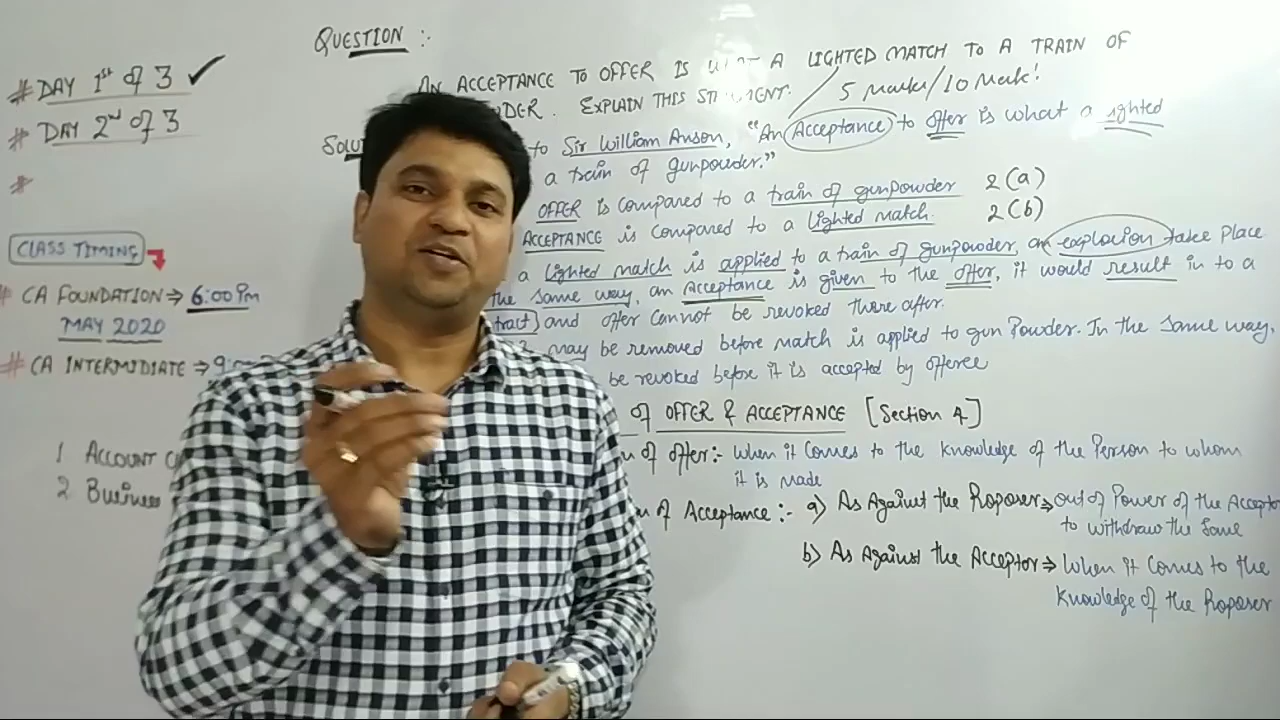 # DAY 1st of 3 ✓
# DAY 2nd of 3
#
CLASS TIMING
# CA FOUNDATION → 6:00 Pm
MAY 2020
# CA INTERMIDIATE → 9:
1 ACCOUNT
2 Business
QUESTION :-
AN ACCEPTANCE TO OFFER IS A LIGHTED MATCH TO A TRAIN OF
DER. EXPLAIN THIS ST MENT. 5 Marks/10 Mark!
SOLU to Sir William Anson, "An Acceptance to offer is what a ighted
a train of gunpowder."
OFFER is compared to a train of gunpowder 2(a)
ACCEPTANCE is compared to a lighted match. 2(b)
a lighted match is applied to a train of gunpowder, an explosion take place
the same way, an Acceptance is given to the offer, it would result in to a
tract and offer cannot be revoked there after.
may be removed before match is applied to gun Powder. In the same way,
be revoked before it is accepted by offeree
of OFFER & ACCEPTANCE [Section 4]
n of offer:- when it comes to the knowledge of the Person to whom
it is made
n of Acceptance:- a) As Against the Proposer → out of Power of the Accept
to withdraw the same
b) As Against the Acceptor → when it comes to the
knowledge of the Proposer